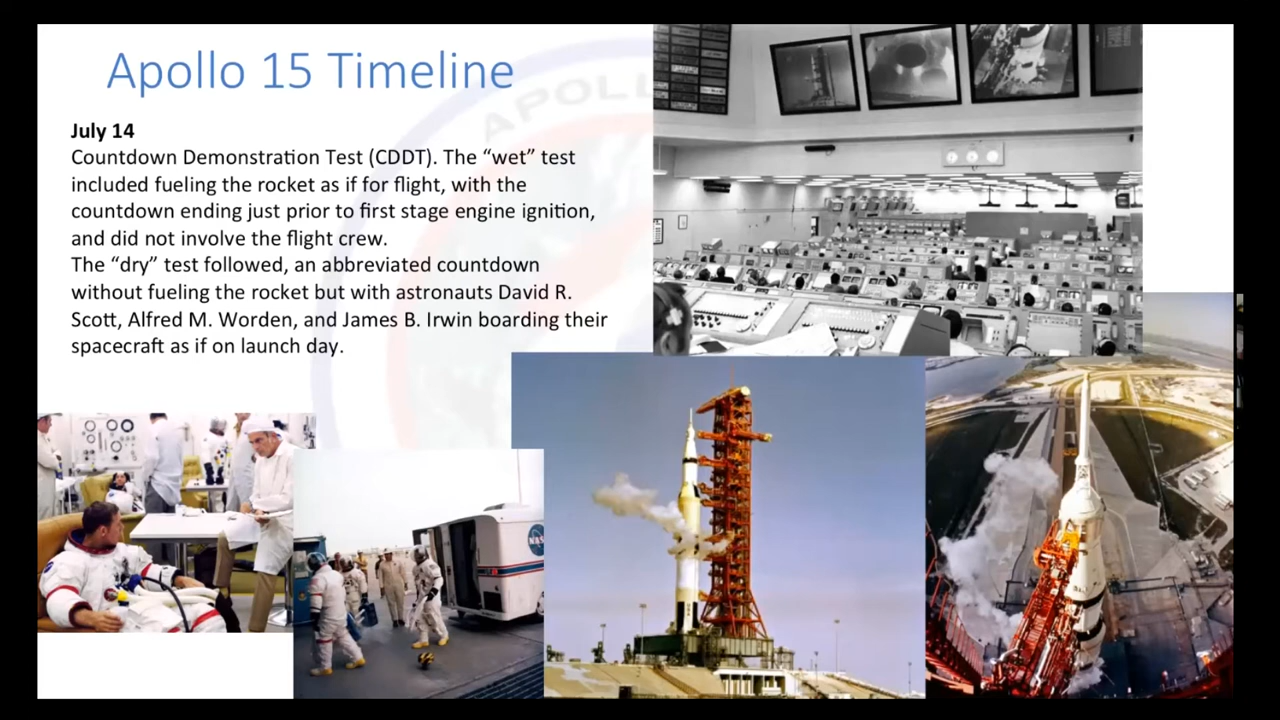 Apollo 15 Timeline
July 14
Countdown Demonstration Test (CDDT). The “wet” test
included fueling the rocket as if for flight, with the
countdown ending just prior to first stage engine ignition,
and did not involve the flight crew.
The “dry” test followed, an abbreviated countdown
without fueling the rocket but with astronauts David R.
Scott, Alfred M. Worden, and James B. Irwin boarding their
spacecraft as if on launch day.
NASA